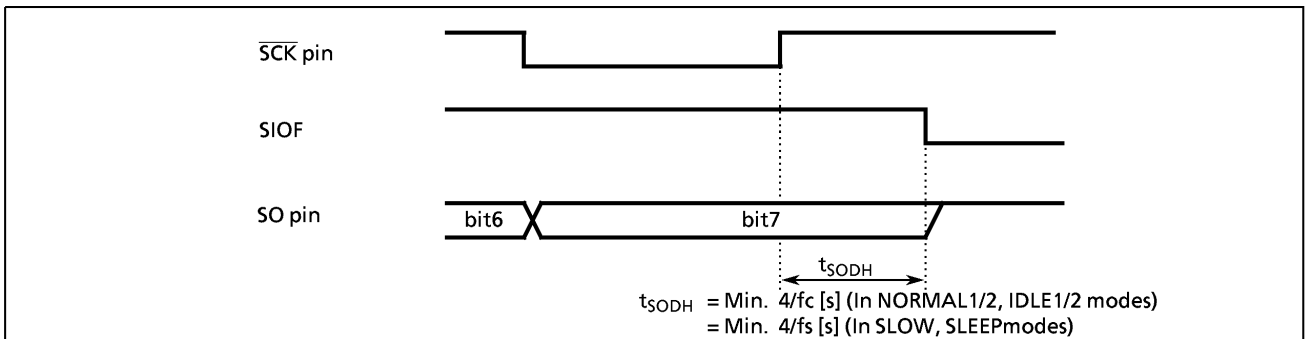 SCK pin
SIOF
SO pin
bit6
bit7
tSODH
tSODH = Min. 4/fc [s] (In NORMAL1/2, IDLE1/2 modes)
= Min. 4/fs [s] (In SLOW, SLEEPmodes)